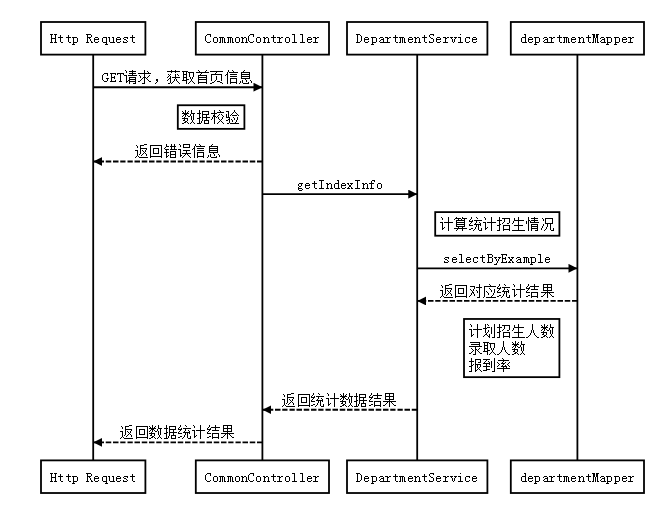 Http Request
CommonController
DepartmentService
departmentMapper
GET请求，获取首页信息
数据校验
返回错误信息
getIndexInfo
计算统计招生情况
selectByExample
返回对应统计结果
计划招生人数
录取人数
报到率
返回统计数据结果
返回数据统计结果
Http Request
CommonController
DepartmentService
departmentMapper